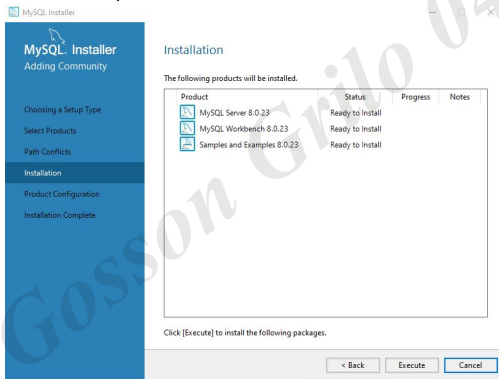 MySQL Installer
MySQL. Installer
Adding Community
Choosing a Setup Type
Select Products
Path Conflicts
Installation
Product Configuration
Installation Complete
Installation
The following products will be installed.
Product Status Progress Notes
MySQL Server 8.0.23 Ready to Install
MySQL Workbench 8.0.23 Ready to Install
Samples and Examples 8.0.23 Ready to Install
Click [Execute] to install the following packages.
< Back Execute Cancel
Gosson Grilo 04